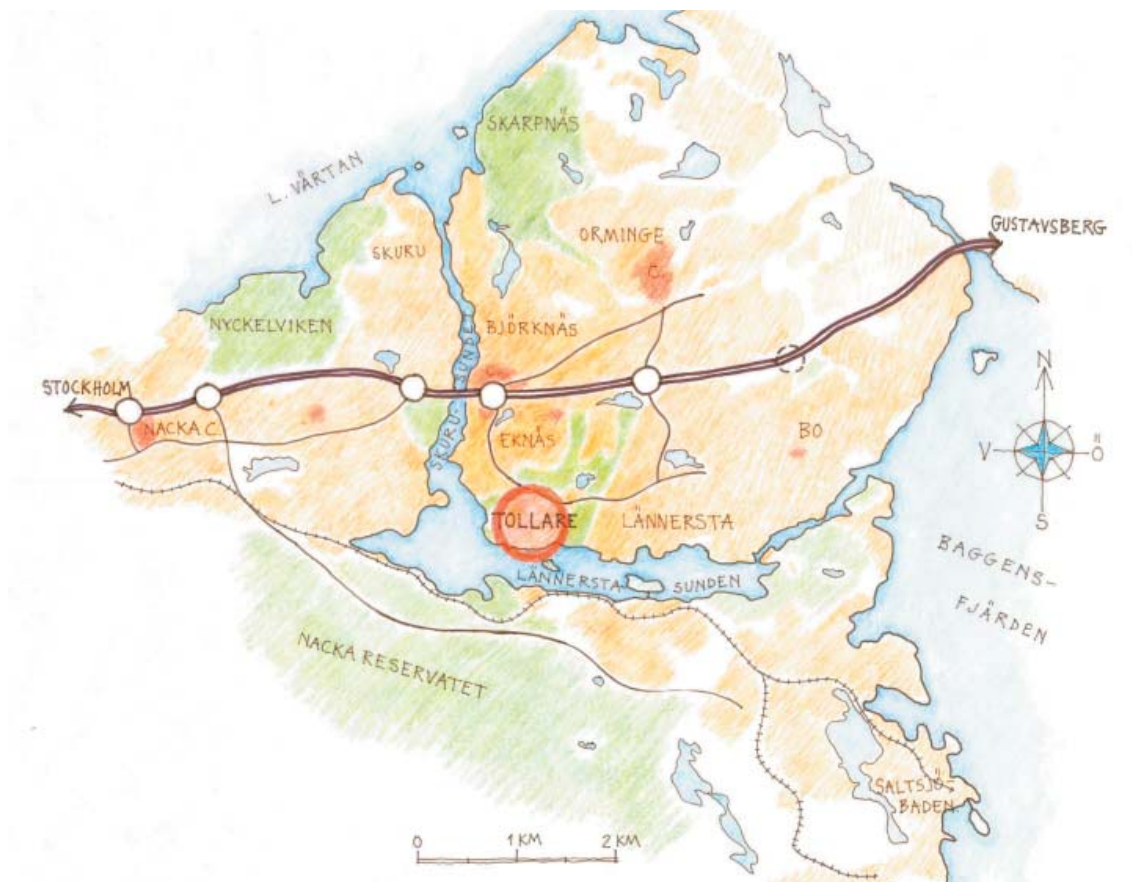 SKARPNÄS
L. VÄRTAN
GUSTAVSBERG
SKURU
ORMINGE
C.
NYCKELVIKEN
BJÖRKNÄS
STOCKHOLM
NACKA C.
SKURU-SUNDET
EKNÄS
BO
N
V
Ö
S
TOLLARE
LÄNNERSTA
LÄNNERSTA SUNDEN
BAGGENS-
FJÄRDEN
NACKA RESERVATET
SALTSJÖ-
BADEN
0 1 KM 2 KM